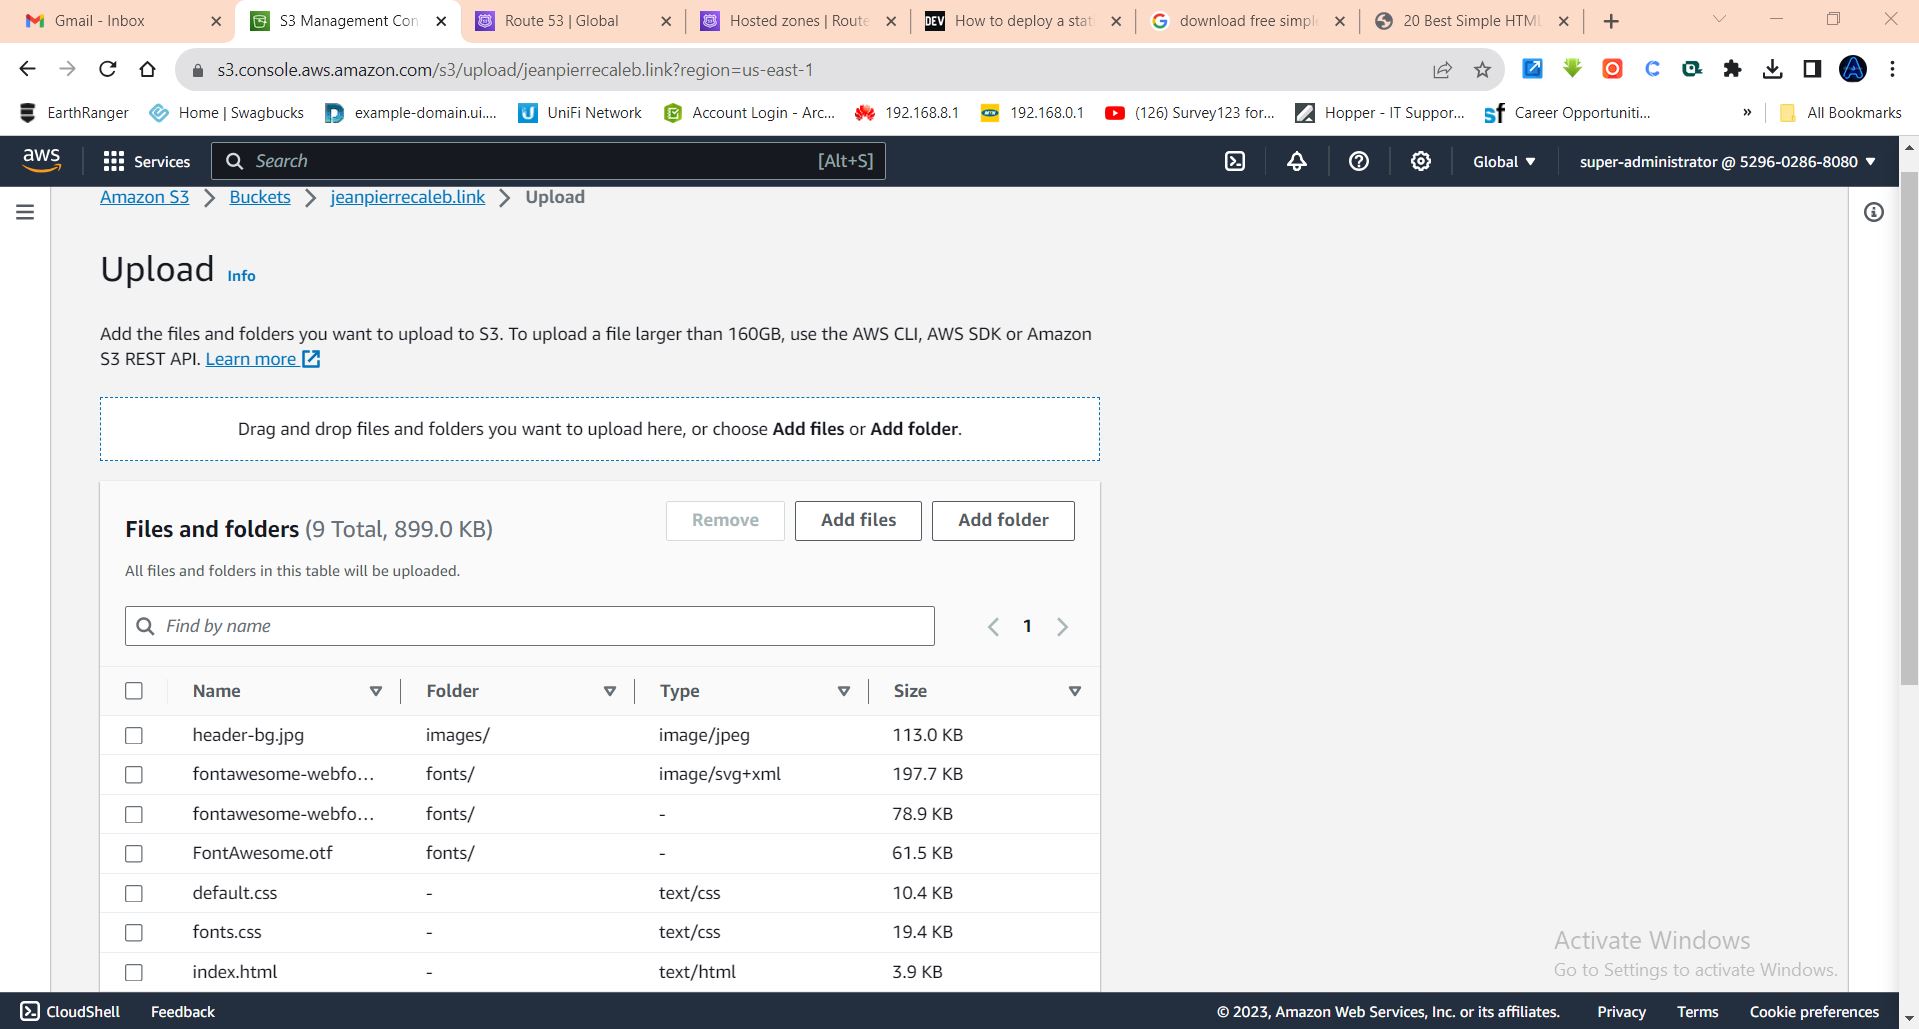 Gmail - Inbox
S3 Management Con
Route 53 | Global
Hosted zones | Route
DEV
How to deploy a stati
download free simple
20 Best Simple HTML
s3.console.aws.amazon.com/s3/upload/jeanpierrecaleb.link?region=us-east-1
EarthRanger
Home | Swagbucks
example-domain.ui....
UniFi Network
Account Login - Arc...
192.168.8.1
192.168.0.1
(126) Survey123 for...
Hopper - IT Suppor...
Career Opportuniti...
»
All Bookmarks
aws
Services
Search
[Alt+S]
Global
super-administrator @ 5296-0286-8080
Amazon S3
Buckets
jeanpierrecaleb.link
Upload
Upload
Info
Add the files and folders you want to upload to S3. To upload a file larger than 160GB, use the AWS CLI, AWS SDK or Amazon
S3 REST API. Learn more
Drag and drop files and folders you want to upload here, or choose Add files or Add folder.
Files and folders (9 Total, 899.0 KB)
Remove
Add files
Add folder
All files and folders in this table will be uploaded.
Find by name
1
Name
Folder
Type
Size
header-bg.jpg
images/
image/jpeg
113.0 KB
fontawesome-webfo...
fonts/
image/svg+xml
197.7 KB
fontawesome-webfo...
fonts/
-
78.9 KB
FontAwesome.otf
fonts/
-
61.5 KB
default.css
-
text/css
10.4 KB
fonts.css
-
text/css
19.4 KB
index.html
-
text/html
3.9 KB
Activate Windows
Go to Settings to activate Windows.
CloudShell
Feedback
© 2023, Amazon Web Services, Inc. or its affiliates.
Privacy
Terms
Cookie preferences